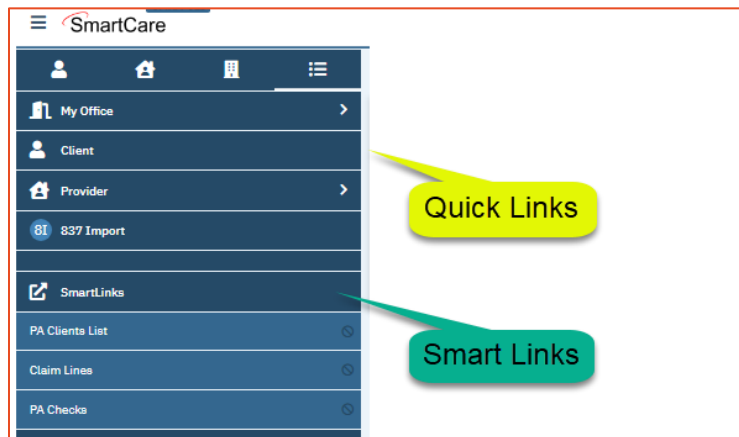 SmartCare
My Office
Client
Provider
8I 837 Import
SmartLinks
PA Clients List
Claim Lines
PA Checks
Quick Links
Smart Links